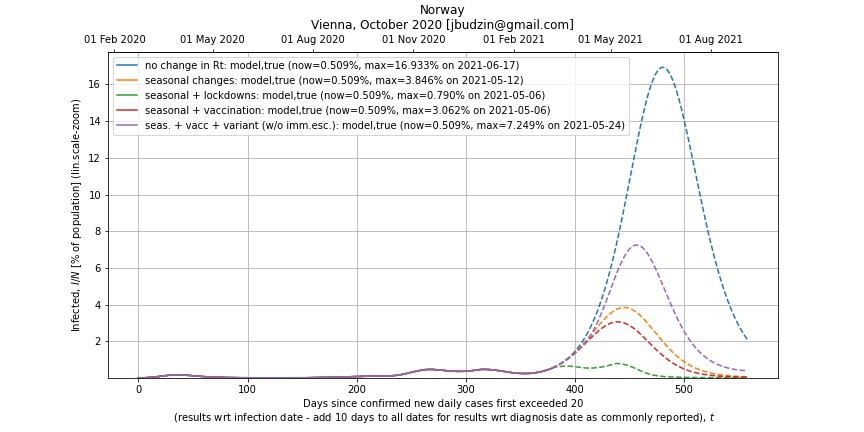 Norway
Vienna, October 2020 [jbudzin@gmail.com]
01 Feb 2020 01 May 2020 01 Aug 2020 01 Nov 2020 01 Feb 2021 01 May 2021 01 Aug 2021
no change in Rt: model,true (now=0.509%, max=16.933% on 2021-06-17)
seasonal changes: model,true (now=0.509%, max=3.846% on 2021-05-12)
seasonal + lockdowns: model,true (now=0.509%, max=0.790% on 2021-05-06)
seasonal + vaccination: model,true (now=0.509%, max=3.062% on 2021-05-06)
seas. + vacc + variant (w/o imm.esc.): model,true (now=0.509%, max=7.249% on 2021-05-24)
Infected, I/N [% of population] (lin.scale-zoom)
16
14
12
10
8
6
4
2
0 100 200 300 400 500
Days since confirmed new daily cases first exceeded 20
(results wrt infection date - add 10 days to all dates for results wrt diagnosis date as commonly reported), t